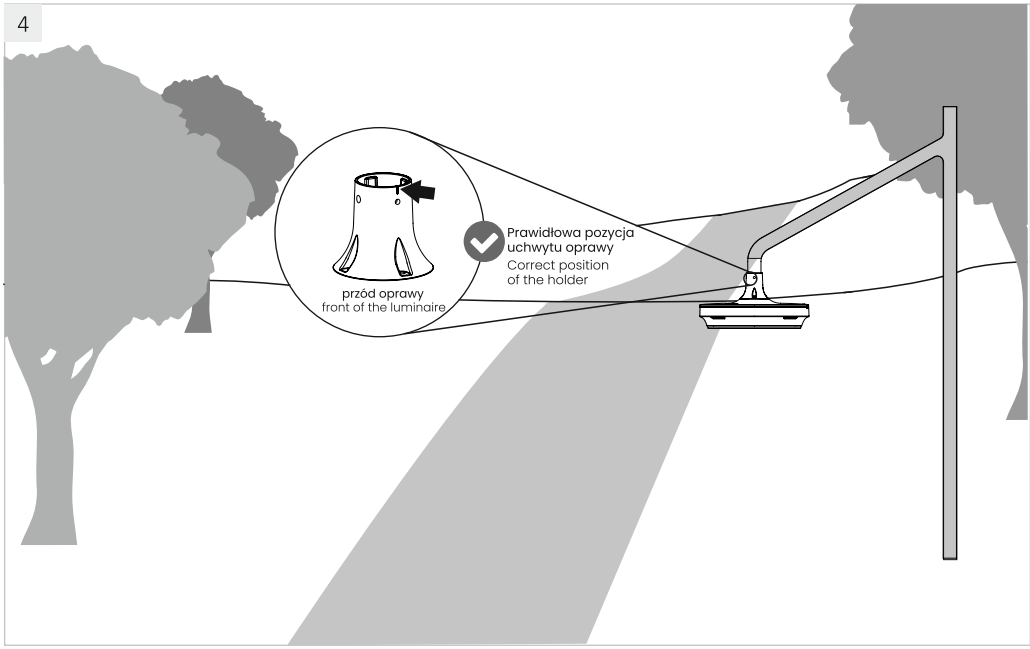 4
Prawidłowa pozycja
uchwytu oprawy
Correct position
of the holder
przód oprawy
front of the luminaire